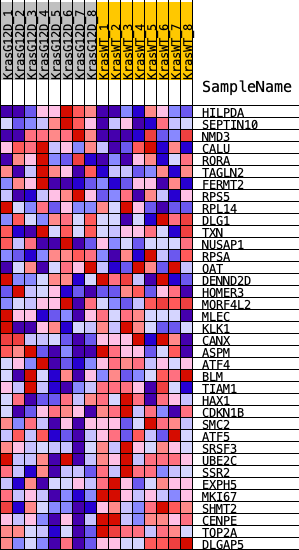 KrasG12D_1
KrasG12D_2
KrasG12D_3
KrasG12D_4
KrasG12D_5
KrasG12D_6
KrasG12D_7
KrasG12D_8
KrasWT_1
KrasWT_2
KrasWT_3
KrasWT_4
KrasWT_5
KrasWT_6
KrasWT_7
KrasWT_8
SampleName
HILPDA
SEPTIN10
NMD3
CALU
RORA
TAGLN2
FERMT2
RPS5
RPL14
DLG1
TXN
NUSAP1
RPSA
OAT
DENND2D
HOMER3
MORF4L2
MLEC
KLK1
CANX
ASPM
ATF4
BLM
TIAM1
HAX1
CDKN1B
SMC2
ATF5
SRSF3
UBE2C
SSR2
EXPH5
MKI67
SHMT2
CENPE
TOP2A
DLGAP5